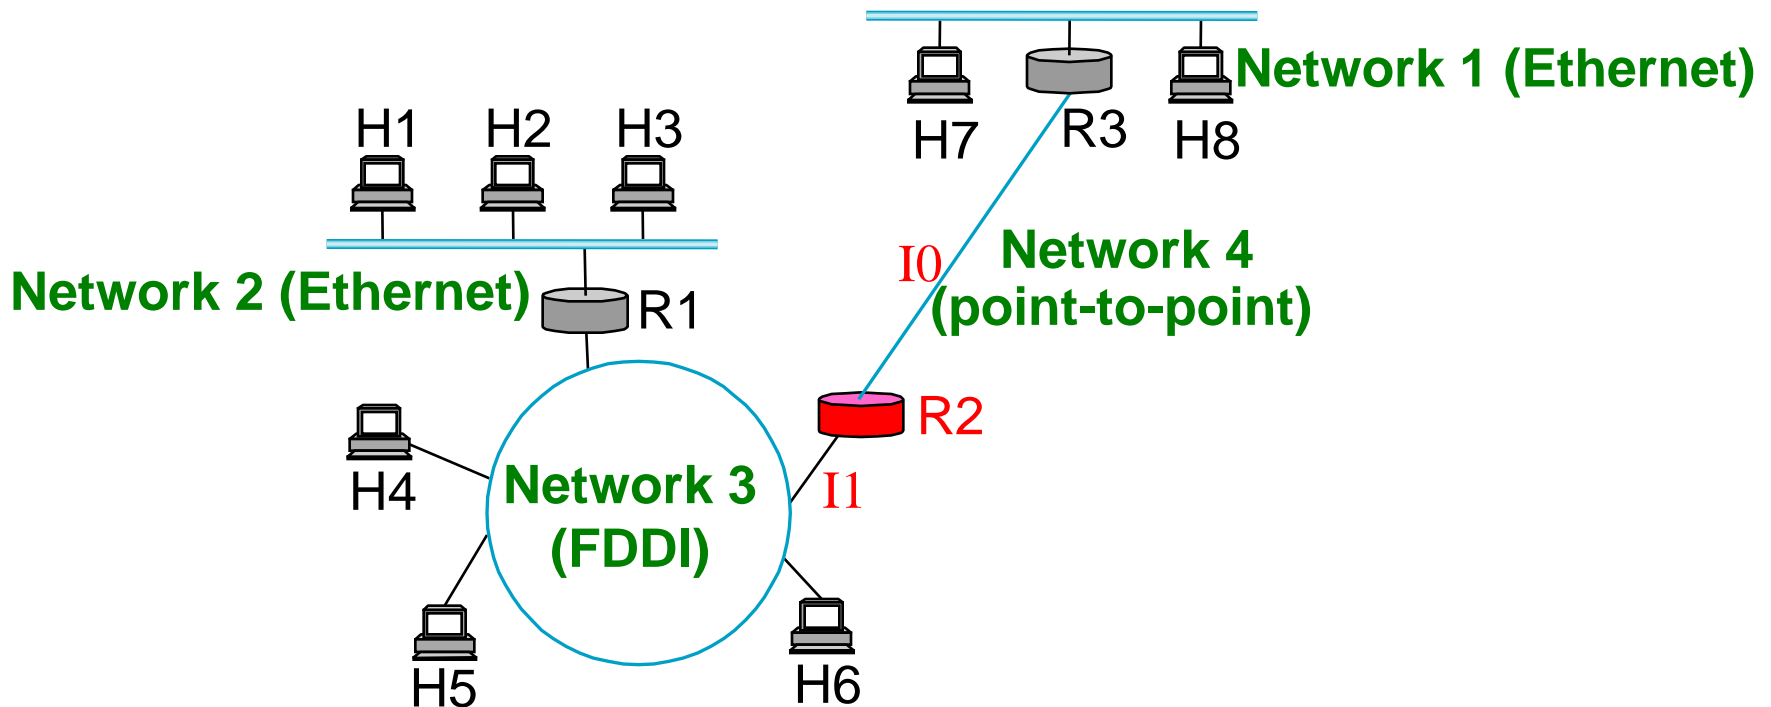 Network 1 (Ethernet)
H7
R3
H8
H1
H2
H3
Network 2 (Ethernet)
R1
I0
Network 4
(point-to-point)
R2
H4
Network 3
(FDDI)
I1
H5
H6